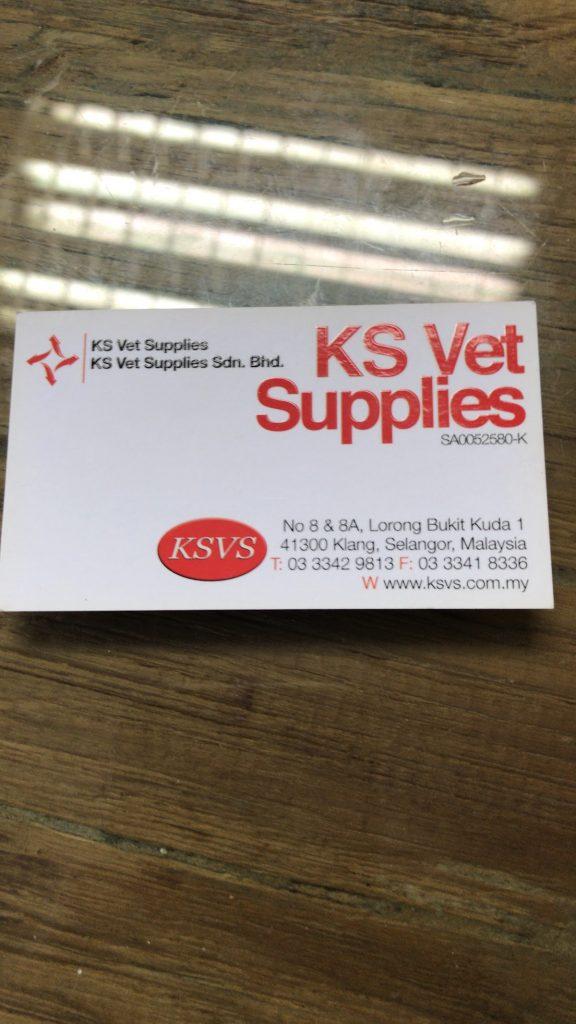 KS Vet Supplies
KS Vet Supplies Sdn. Bhd.
KS Vet
Supplies
SA0052580-K
KSVS
No 8 & 8A, Lorong Bukit Kuda 1
41300 Klang, Selangor, Malaysia
T: 03 3342 9813 F: 03 3341 8336
W www.ksvs.com.my